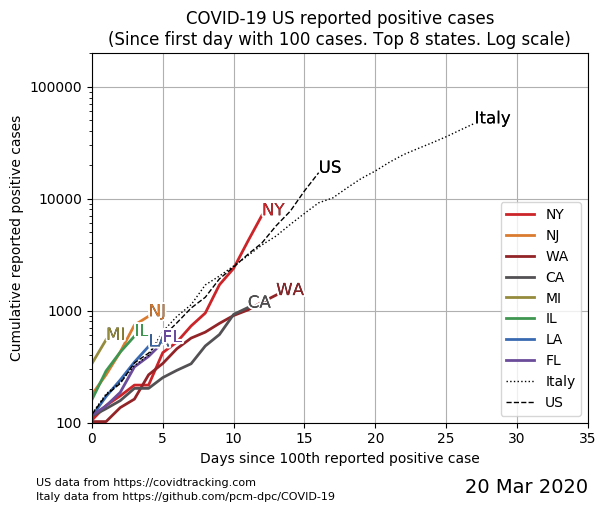 COVID-19 US reported positive cases
(Since first day with 100 cases. Top 8 states. Log scale)
Cumulative reported positive cases
100000
10000
1000
100
Italy
US
NY
WA
CA
NJ
MI
IL
LA
FL
NY
NJ
WA
CA
MI
IL
LA
FL
Italy
US
0 5 10 15 20 25 30 35
Days since 100th reported positive case
US data from https://covidtracking.com
Italy data from https://github.com/pcm-dpc/COVID-19
20 Mar 2020